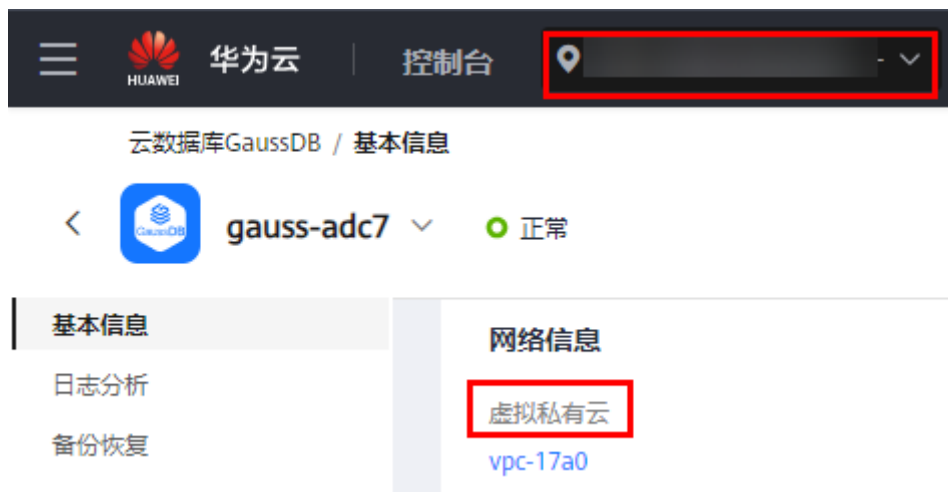 HUAWEI 华为云 控制台
云数据库GaussDB / 基本信息
GaussDB gauss-adc7 正常
基本信息
网络信息
日志分析
虚拟私有云
备份恢复
vpc-17a0